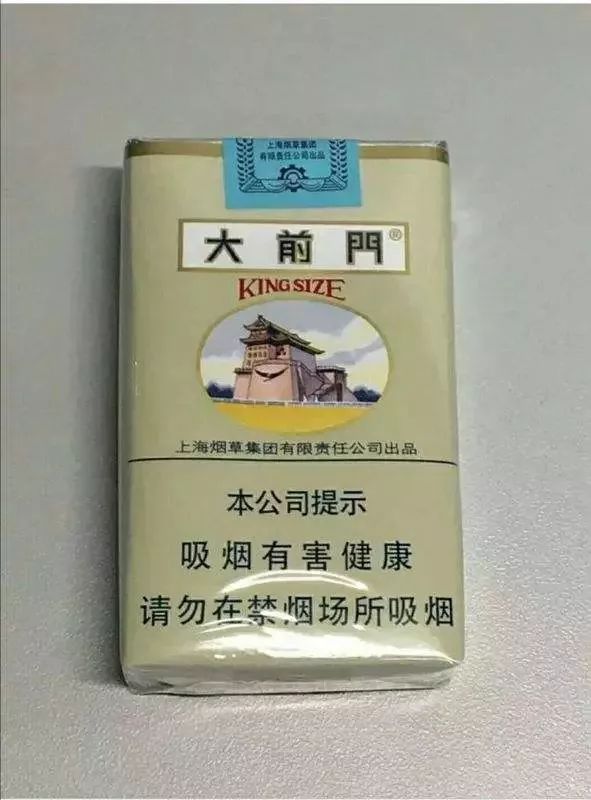 上海烟草集团
有限责任公司出品
大前門®
KING SIZE
上海烟草集团有限责任公司出品
本公司提示
吸烟有害健康
请勿在禁烟场所吸烟